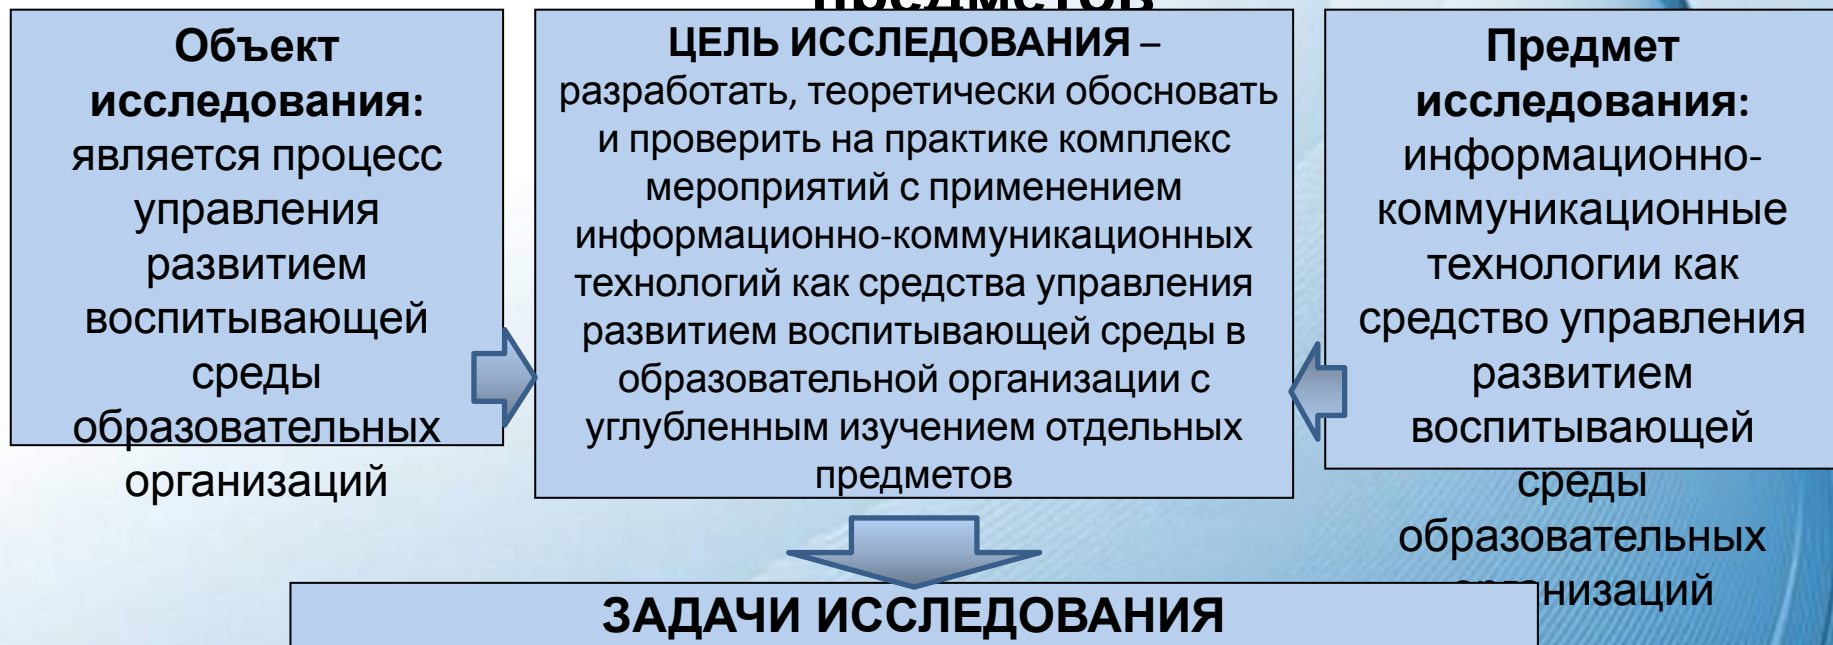 предметов
Объект
исследования:
является процесс
управления
развитием
воспитывающей
среды
образовательных
организаций
ЦЕЛЬ ИССЛЕДОВАНИЯ –
разработать, теоретически обосновать
и проверить на практике комплекс
мероприятий с применением
информационно-коммуникационных
технологий как средства управления
развитием воспитывающей среды в
образовательной организации с
углубленным изучением отдельных
предметов
Предмет
исследования:
информационно-
коммуникационные
технологии как
средство управления
развитием
воспитывающей
среды
образовательных
организаций
ЗАДАЧИ ИССЛЕДОВАНИЯ